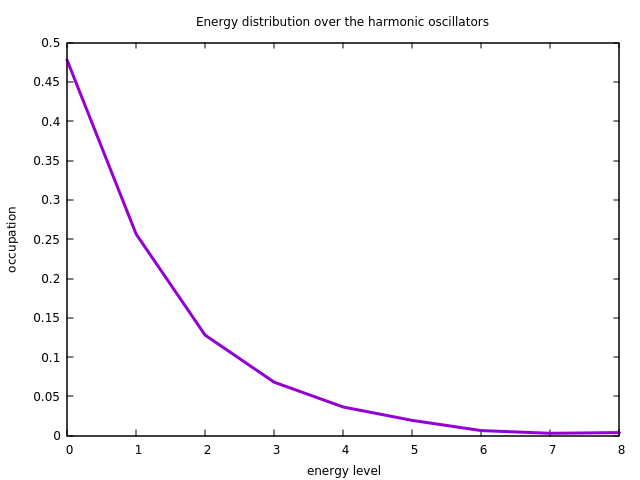 Energy distribution over the harmonic oscillators
0.5
0.45
0.4
0.35
0.3
0.25
0.2
0.15
0.1
0.05
0
occupation
0 1 2 3 4 5 6 7 8
energy level